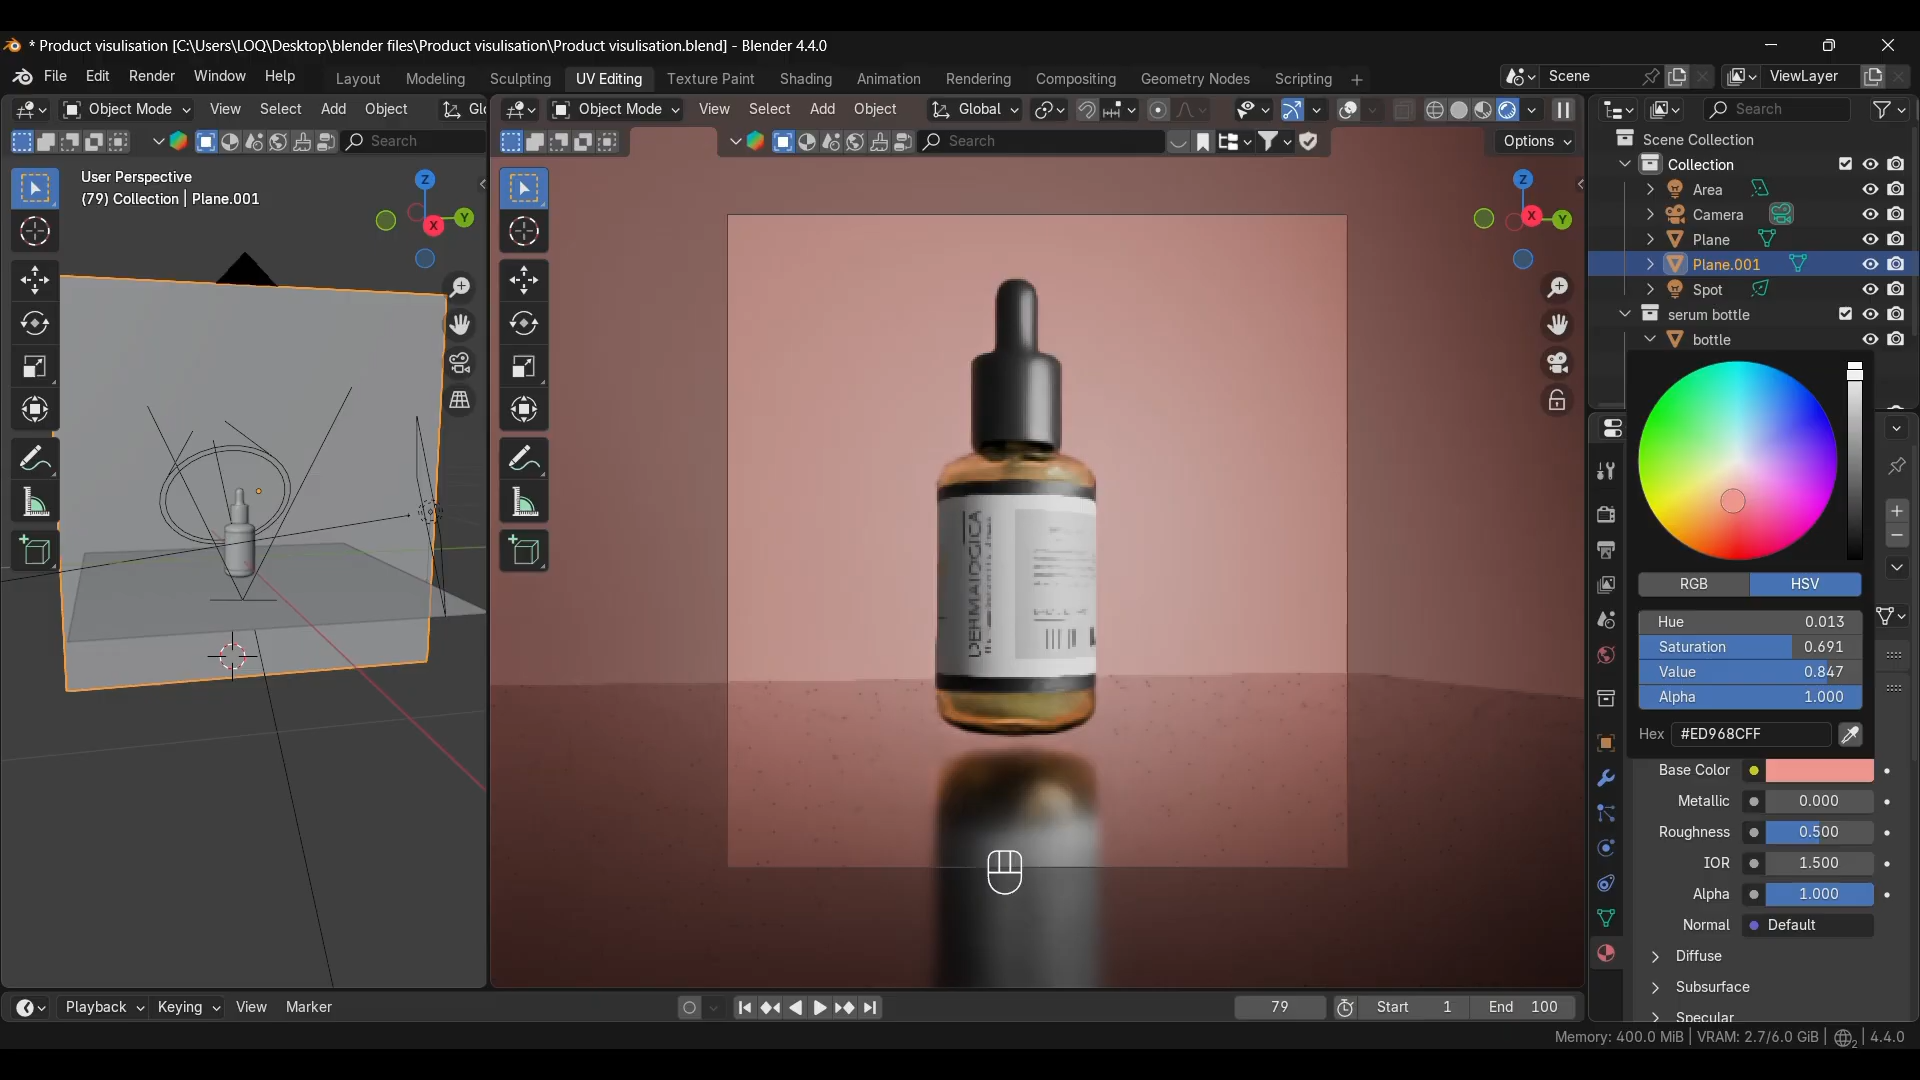 * Product visulisation [C:\Users\LOQ\Desktop\blender files\Product visulisation\Product visulisation.blend] - Blender 4.4.0
File Edit Render Window Help
Layout Modeling Sculpting UV Editing Texture Paint Shading Animation Rendering Compositing Geometry Nodes Scripting
Scene
ViewLayer
Object Mode View Select Add Object Glo
Object Mode View Select Add Object Global
Search
Search
Search
Options
User Perspective
(79) Collection | Plane.001
Z
Y
X
Z
Y
X
Scene Collection
Collection
Area
Camera
Plane
Plane.001
Spot
serum bottle
bottle
DERMALOGICA
RGB HSV
Hue 0.013
Saturation 0.691
Value 0.847
Alpha 1.000
Hex #ED968CFF
Base Color
Metallic 0.000
Roughness 0.500
IOR 1.500
Alpha 1.000
Normal Default
Diffuse
Subsurface
Specular
Playback Keying View Marker
79
Start 1
End 100
Memory: 400.0 MiB | VRAM: 2.7/6.0 GiB | 2 | 4.4.0